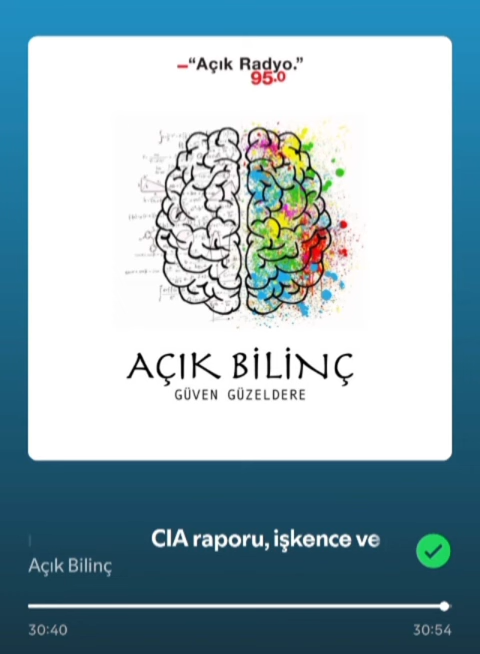 –“Açık Radyo.”
95.0
AÇIK BİLİNÇ
GÜVEN GÜZELDERE
CIA raporu, işkence ve
Açık Bilinç
30:40
30:54